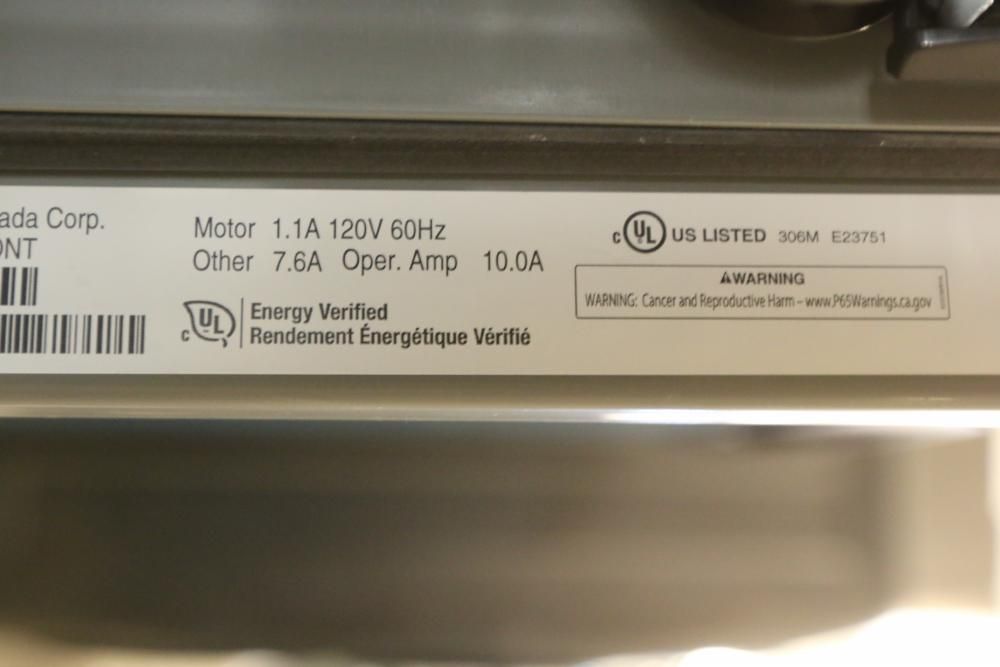 ada Corp.
ONT
Motor 1.1A 120V 60Hz
Other 7.6A Oper. Amp 10.0A
c UL Energy Verified
Rendement Énergétique Vérifié
c UL US LISTED 306M E23751
⚠WARNING
WARNING: Cancer and Reproductive Harm – www.P65Warnings.ca.gov